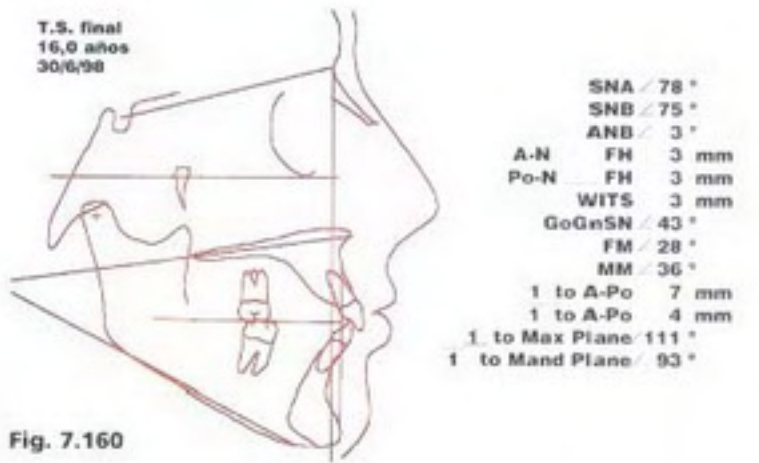 T.S. final
16,0 años
30/6/98
SNA ∠ 78 °
SNB ∠ 75 °
ANB ∠ 3 °
A-N FH 3 mm
Po-N FH 3 mm
WITS 3 mm
GoGnSN ∠ 43 °
FM ∠ 28 °
MM ∠ 36 °
1 to A-Po 7 mm
1 to A-Po 4 mm
1 to Max Plane ∠ 111 °
1 to Mand Plane ∠ 93 °
Fig. 7.160